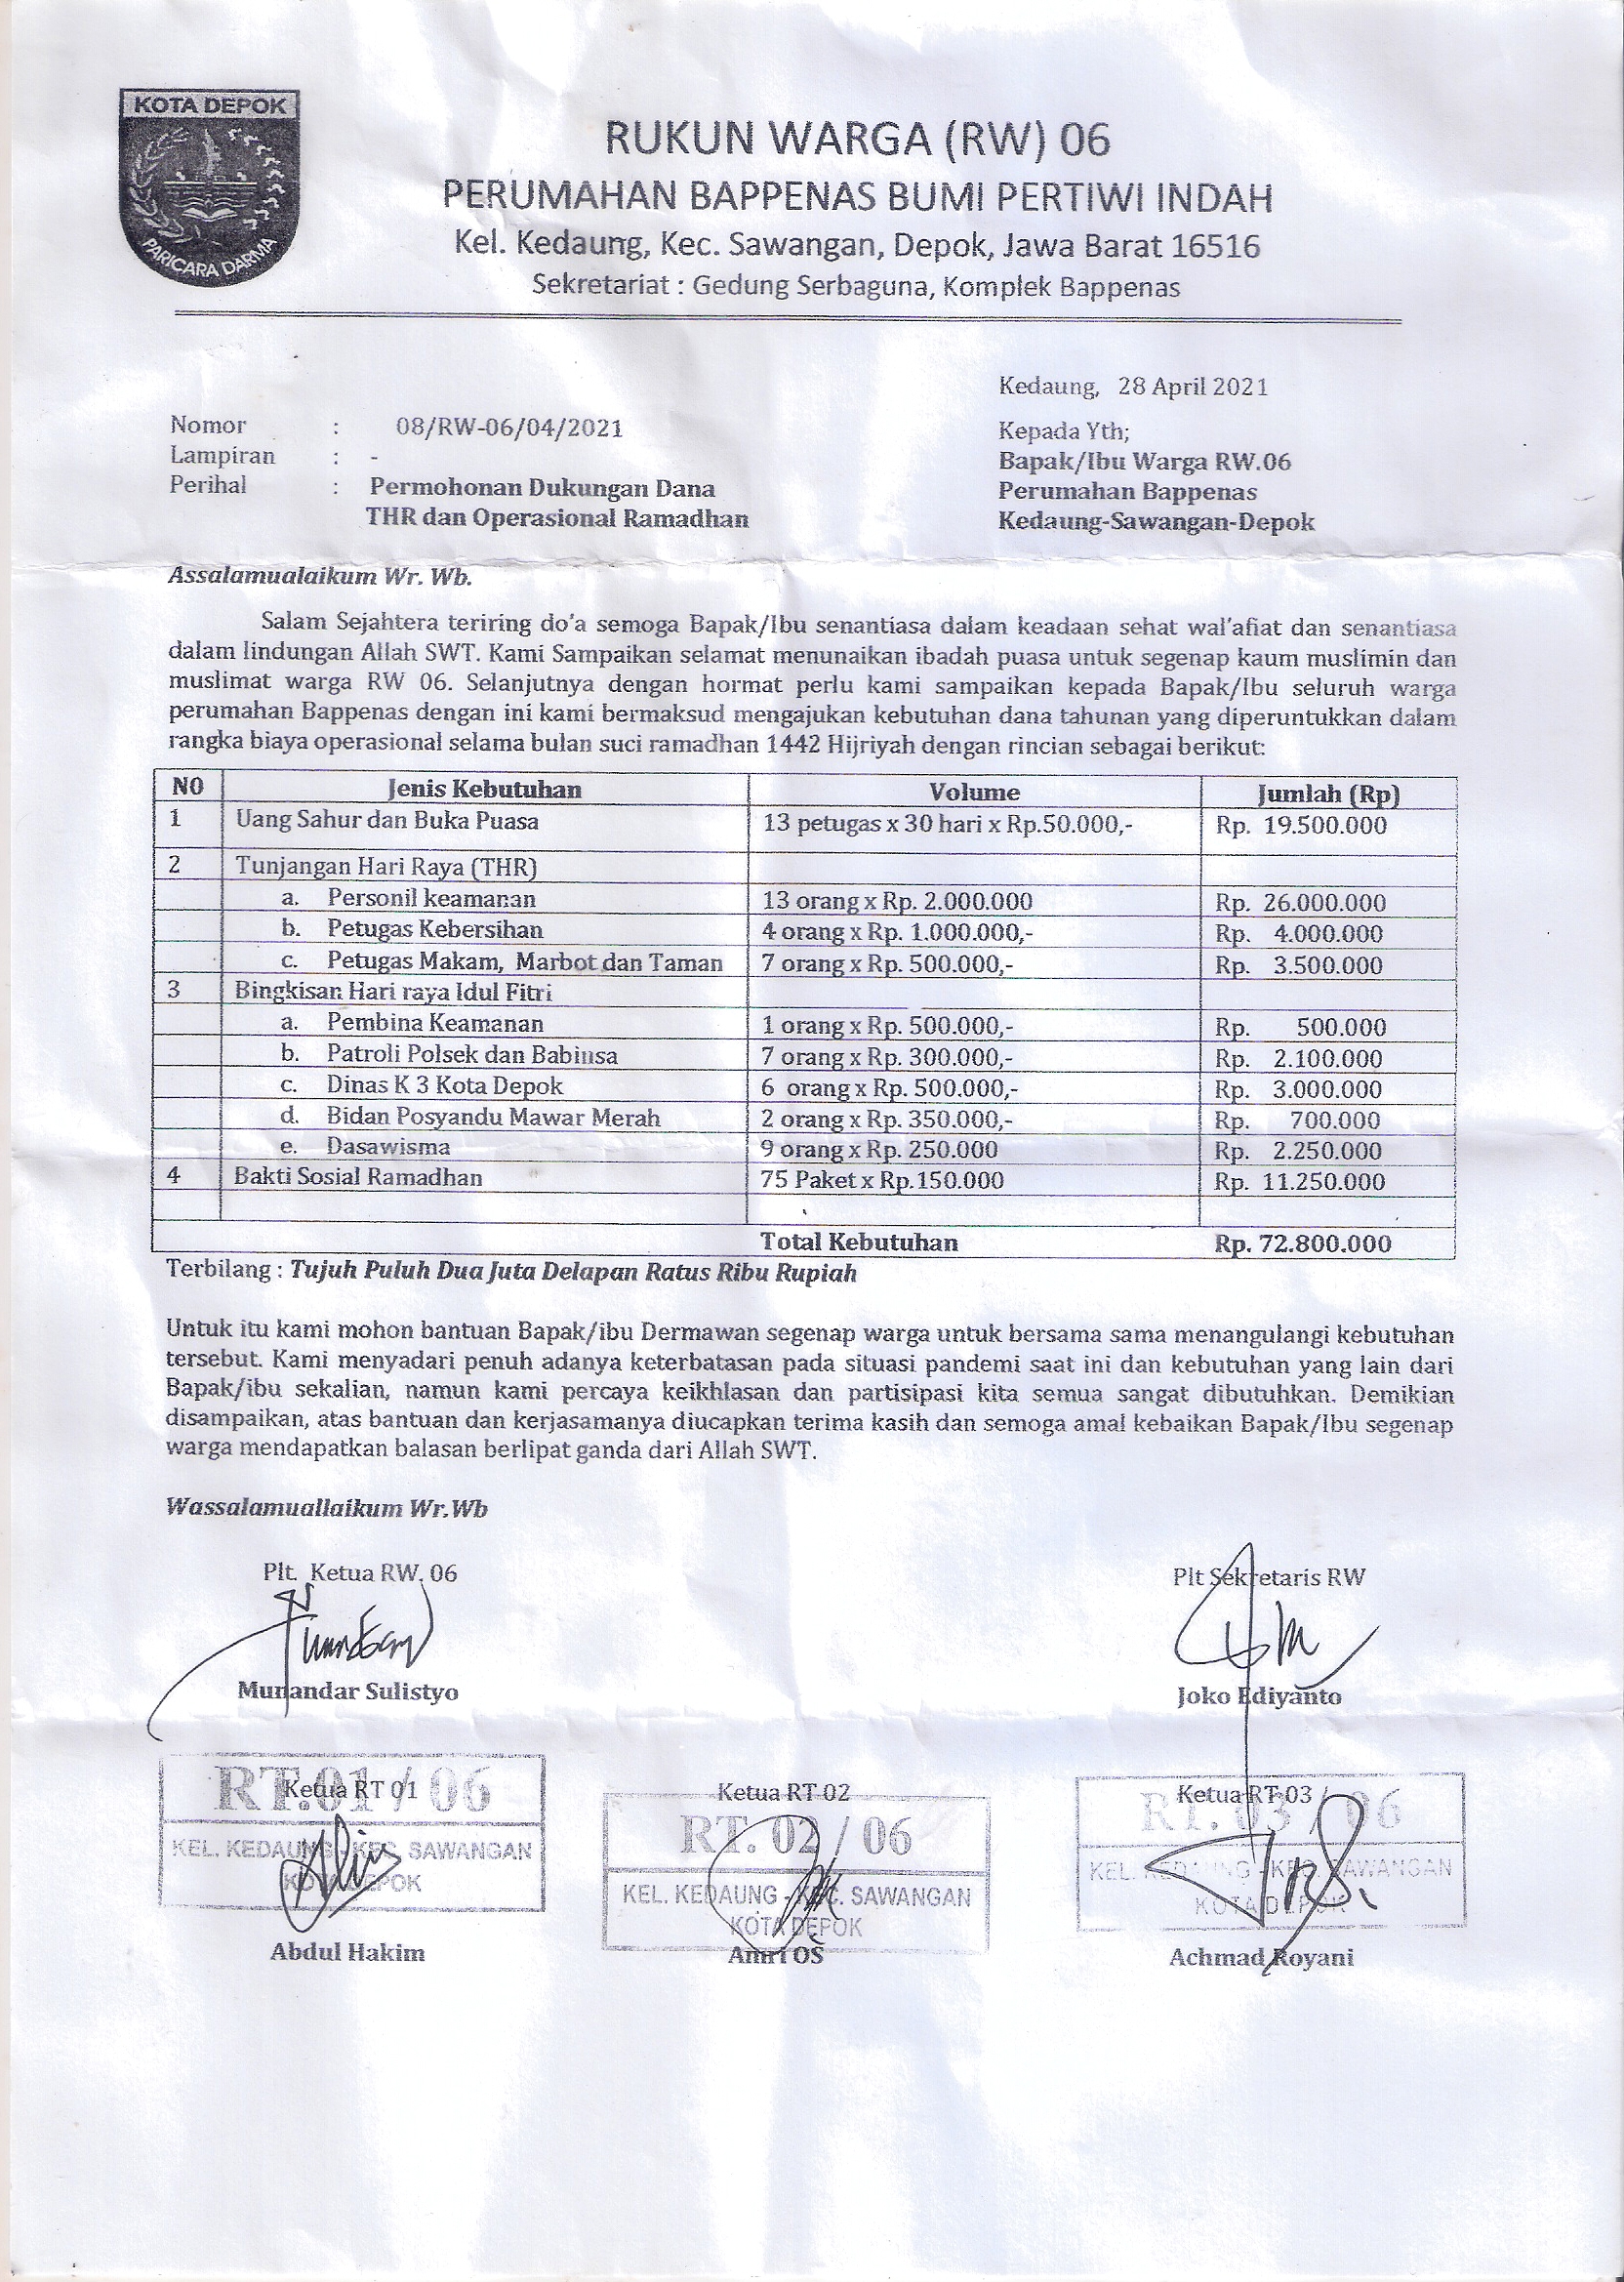 KOTA DEPOK
PARICARA DARMA
RUKUN WARGA (RW) 06
PERUMAHAN BAPPENAS BUMI PERTIWI INDAH
Kel. Kedaung, Kec. Sawangan, Depok, Jawa Barat 16516
Sekretariat : Gedung Serbaguna, Komplek Bappenas
Kedaung, 28 April 2021
Nomor : 08/RW-06/04/2021
Lampiran : -
Perihal : Permohonan Dukungan Dana
THR dan Operasional Ramadhan
Kepada Yth;
Bapak/Ibu Warga RW.06
Perumahan Bappenas
Kedaung-Sawangan-Depok
Assalamualaikum Wr. Wb.
Salam Sejahtera teriring do'a semoga Bapak/Ibu senantiasa dalam keadaan sehat wal'afiat dan senantiasa
dalam lindungan Allah SWT. Kami Sampaikan selamat menunaikan ibadah puasa untuk segenap kaum muslimin dan
muslimat warga RW 06. Selanjutnya dengan hormat perlu kami sampaikan kepada Bapak/Ibu seluruh warga
perumahan Bappenas dengan ini kami bermaksud mengajukan kebutuhan dana tahunan yang diperuntukkan dalam
rangka biaya operasional selama bulan suci ramadhan 1442 Hijriyah dengan rincian sebagai berikut:
N0 Jenis Kebutuhan Volume Jumlah (Rp)
1 Uang Sahur dan Buka Puasa 13 petugas x 30 hari x Rp.50.000,- Rp. 19.500.000
2 Tunjangan Hari Raya (THR)
a. Personil keamanan 13 orang x Rp. 2.000.000 Rp. 26.000.000
b. Petugas Kebersihan 4 orang x Rp. 1.000.000,- Rp. 4.000.000
c. Petugas Makam, Marbot dan Taman 7 orang x Rp. 500.000,- Rp. 3.500.000
3 Bingkisan Hari raya Idul Fitri
a. Pembina Keamanan 1 orang x Rp. 500.000,- Rp. 500.000
b. Patroli Polsek dan Babinsa 7 orang x Rp. 300.000,- Rp. 2.100.000
c. Dinas K 3 Kota Depok 6 orang x Rp. 500.000,- Rp. 3.000.000
d. Bidan Posyandu Mawar Merah 2 orang x Rp. 350.000,- Rp. 700.000
e. Dasawisma 9 orang x Rp. 250.000 Rp. 2.250.000
4 Bakti Sosial Ramadhan 75 Paket x Rp.150.000 Rp. 11.250.000
Total Kebutuhan Rp. 72.800.000
Terbilang : Tujuh Puluh Dua Juta Delapan Ratus Ribu Rupiah
Untuk itu kami mohon bantuan Bapak/ibu Dermawan segenap warga untuk bersama sama menangulangi kebutuhan
tersebut. Kami menyadari penuh adanya keterbatasan pada situasi pandemi saat ini dan kebutuhan yang lain dari
Bapak/ibu sekalian, namun kami percaya keikhlasan dan partisipasi kita semua sangat dibutuhkan. Demikian
disampaikan, atas bantuan dan kerjasamanya diucapkan terima kasih dan semoga amal kebaikan Bapak/Ibu segenap
warga mendapatkan balasan berlipat ganda dari Allah SWT.
Wassalamuallaikum Wr.Wb
Plt. Ketua RW. 06
Munandar Sulistyo
Plt Sekretaris RW
Joko Ediyanto
Ketua RT 01
RT.01 / 06
KEL. KEDAUNG - KEC. SAWANGAN
KOTA DEPOK
Abdul Hakim
Ketua RT 02
RT. 02 / 06
KEL. KEDAUNG - KEC. SAWANGAN
KOTA DEPOK
Amri OS
Ketua RT 03
RT. 03 / 06
KEL. KEDAUNG - KEC. SAWANGAN
KOTA DEPOK
Achmad Royani